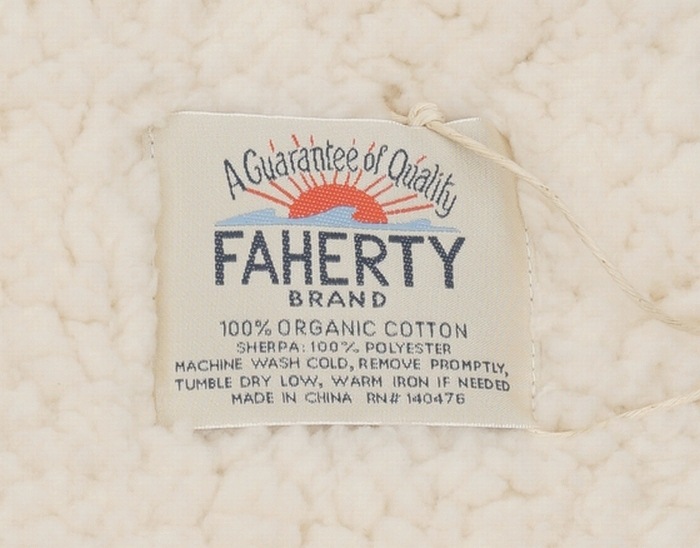 A Guarantee of Quality
FAHERTY
BRAND
100% ORGANIC COTTON
SHERPA: 100% POLYESTER
MACHINE WASH COLD, REMOVE PROMPTLY,
TUMBLE DRY LOW, WARM IRON IF NEEDED
MADE IN CHINA RN# 140476